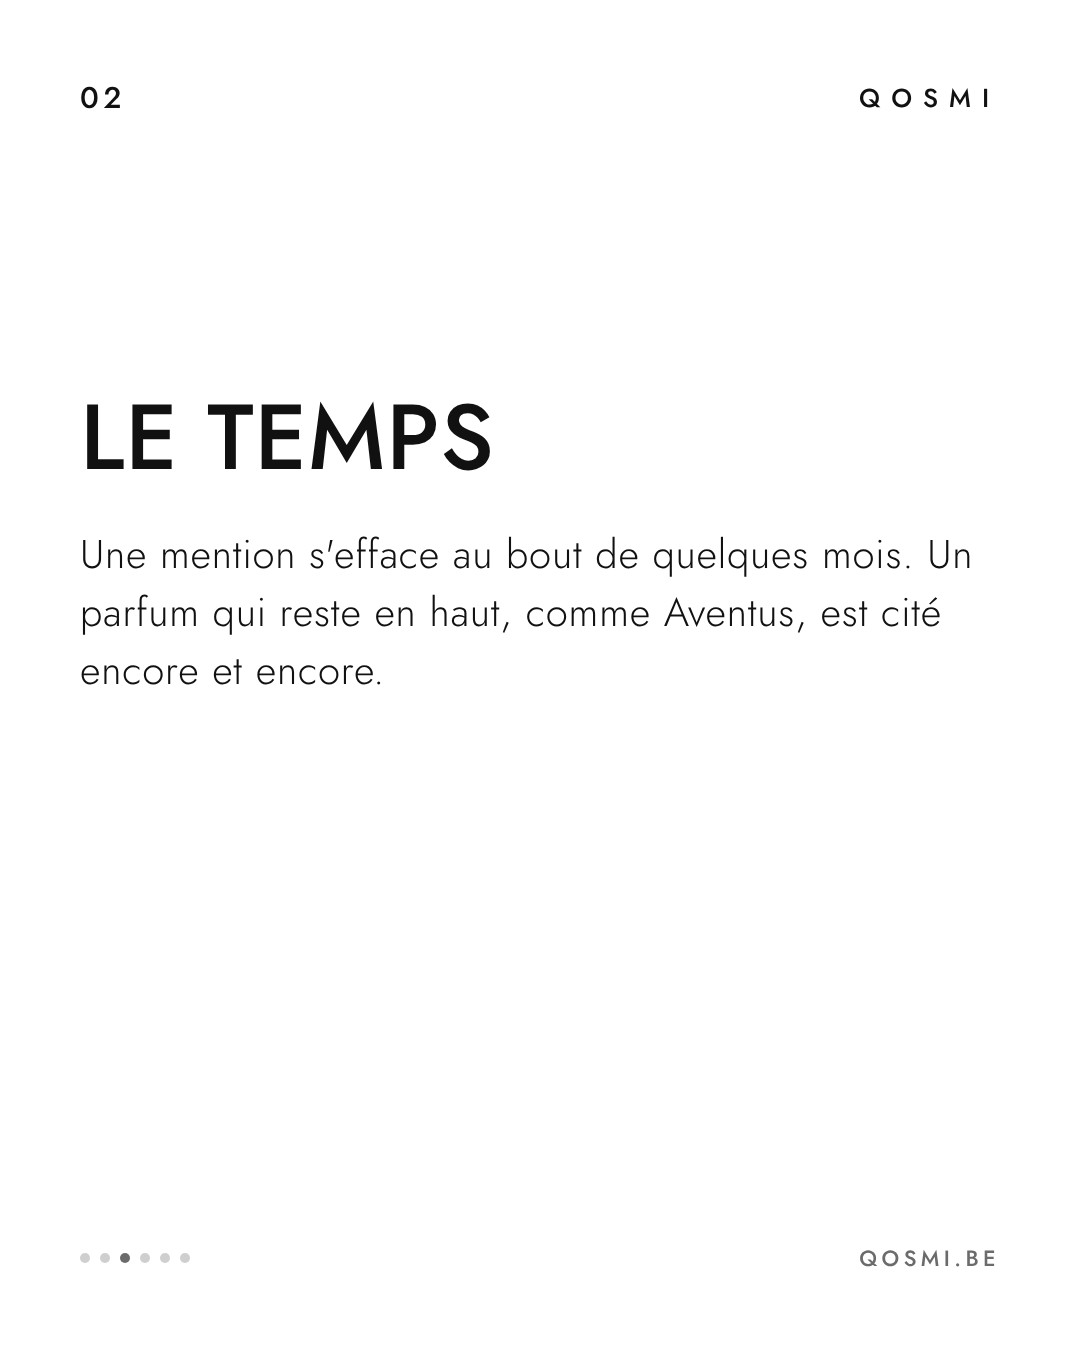 02
QOSMI
LE TEMPS
Une mention s'efface au bout de quelques mois. Un
parfum qui reste en haut, comme Aventus, est cité
encore et encore.
QOSMI.BE